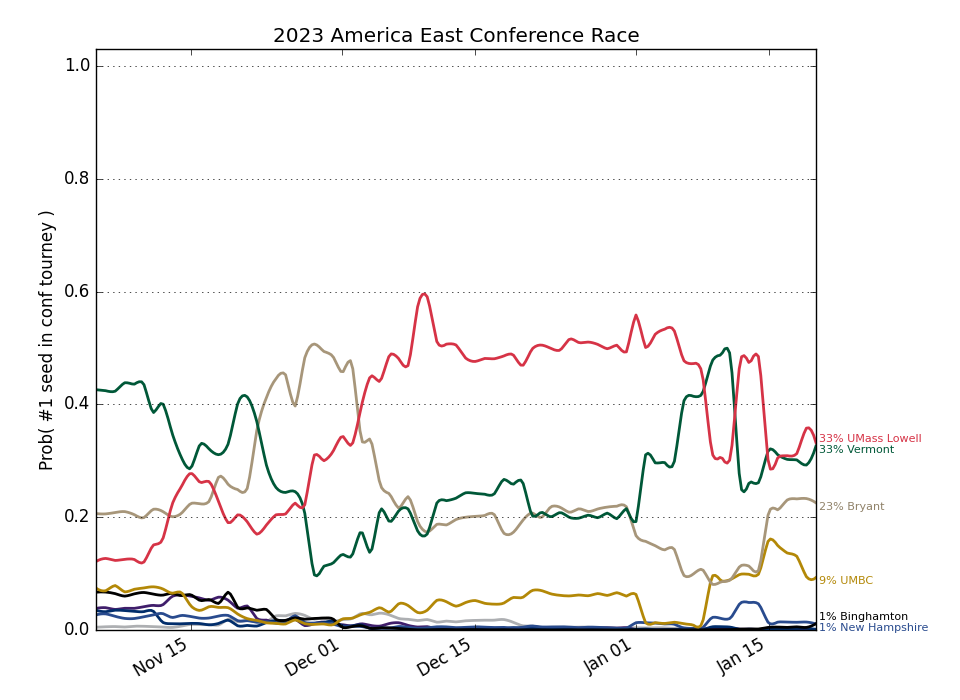 2023 America East Conference Race
Prob( #1 seed in conf tourney )
1.0
0.8
0.6
0.4
0.2
0.0
33% UMass Lowell
33% Vermont
23% Bryant
9% UMBC
1% Binghamton
1% New Hampshire
Nov 15
Dec 01
Dec 15
Jan 01
Jan 15